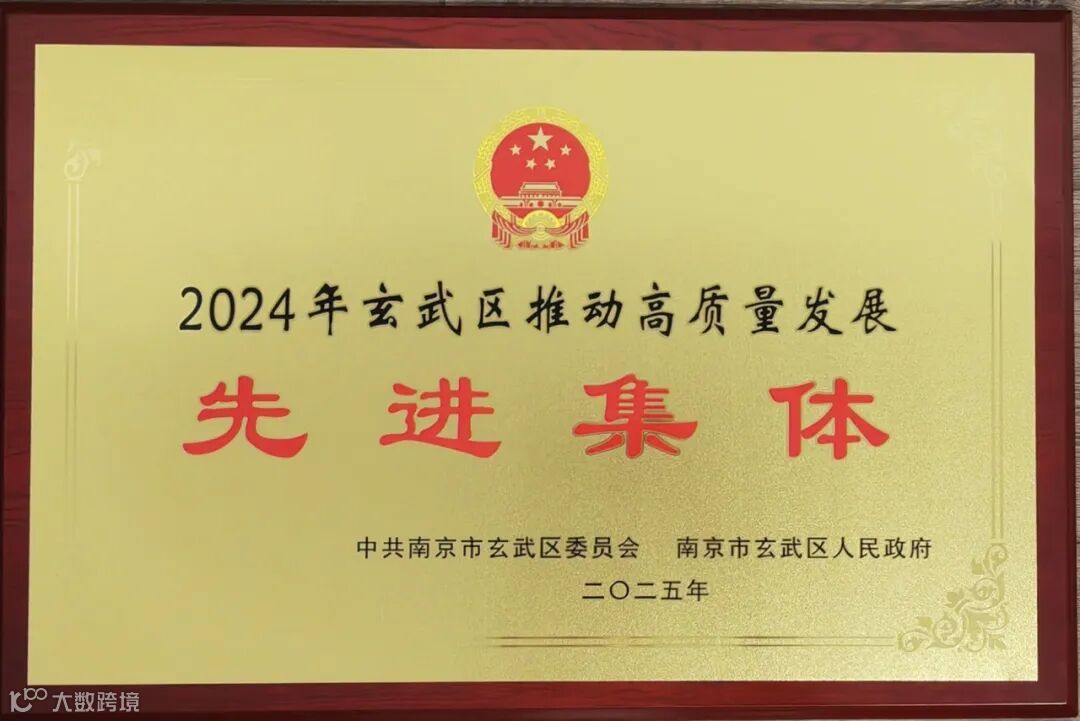 2024年玄武区推动高质量发展
先进集体
中共南京市玄武区委员会 南京市玄武区人民政府
二〇二五年
大数跨境